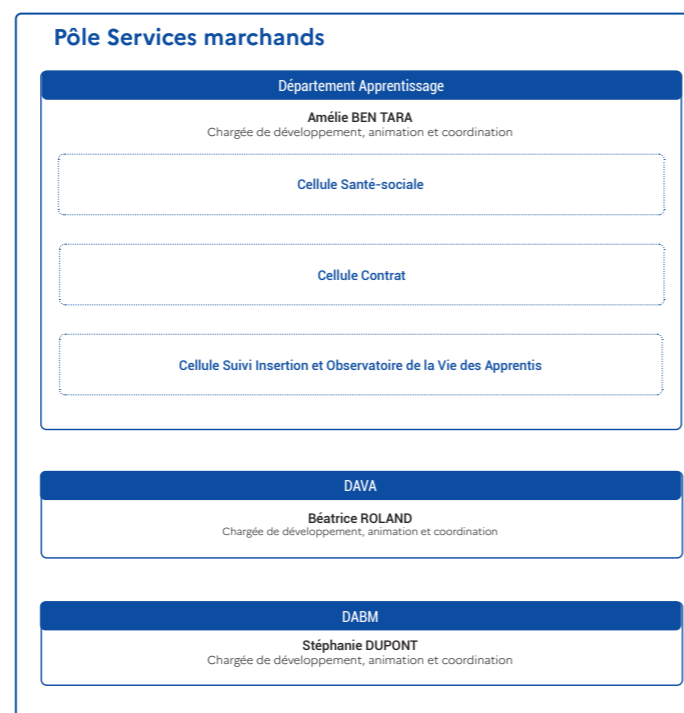 Pôle Services marchands
Département Apprentissage
Amélie BEN TARA
Chargée de développement, animation et coordination
Cellule Santé-sociale
Cellule Contrat
Cellule Suivi Insertion et Observatoire de la Vie des Apprentis
DAVA
Béatrice ROLAND
Chargée de développement, animation et coordination
DABM
Stéphanie DUPONT
Chargée de développement, animation et coordination